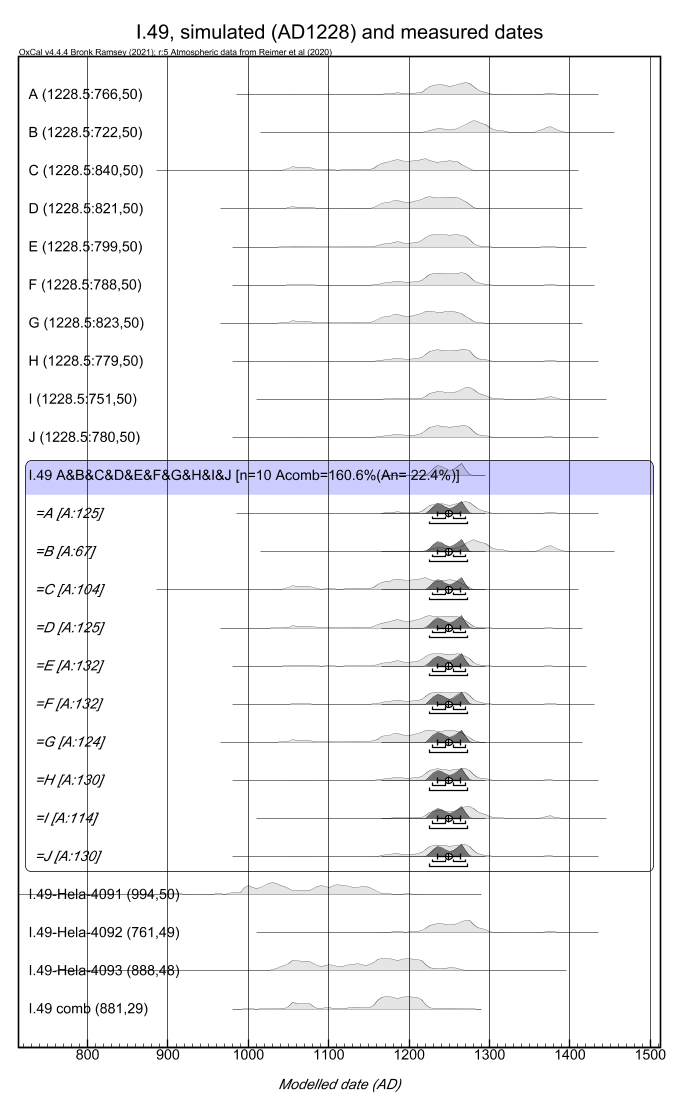 I.49, simulated (AD1228) and measured dates
OxCal v4.4.4 Bronk Ramsey (2021); r:5 Atmospheric data from Reimer et al (2020)
A (1228.5:766,50)
B (1228.5:722,50)
C (1228.5:840,50)
D (1228.5:821,50)
E (1228.5:799,50)
F (1228.5:788,50)
G (1228.5:823,50)
H (1228.5:779,50)
I (1228.5:751,50)
J (1228.5:780,50)
I.49 A&B&C&D&E&F&G&H&I&J [n=10 Acomb=160.6%(An= 22.4%)]
=A [A:125]
=B [A:67]
=C [A:104]
=D [A:125]
=E [A:132]
=F [A:132]
=G [A:124]
=H [A:130]
=I [A:114]
=J [A:130]
I.49-Hela-4091 (994,50)
I.49-Hela-4092 (761,49)
I.49-Hela-4093 (888,48)
I.49 comb (881,29)
800 900 1000 1100 1200 1300 1400 1500
Modelled date (AD)